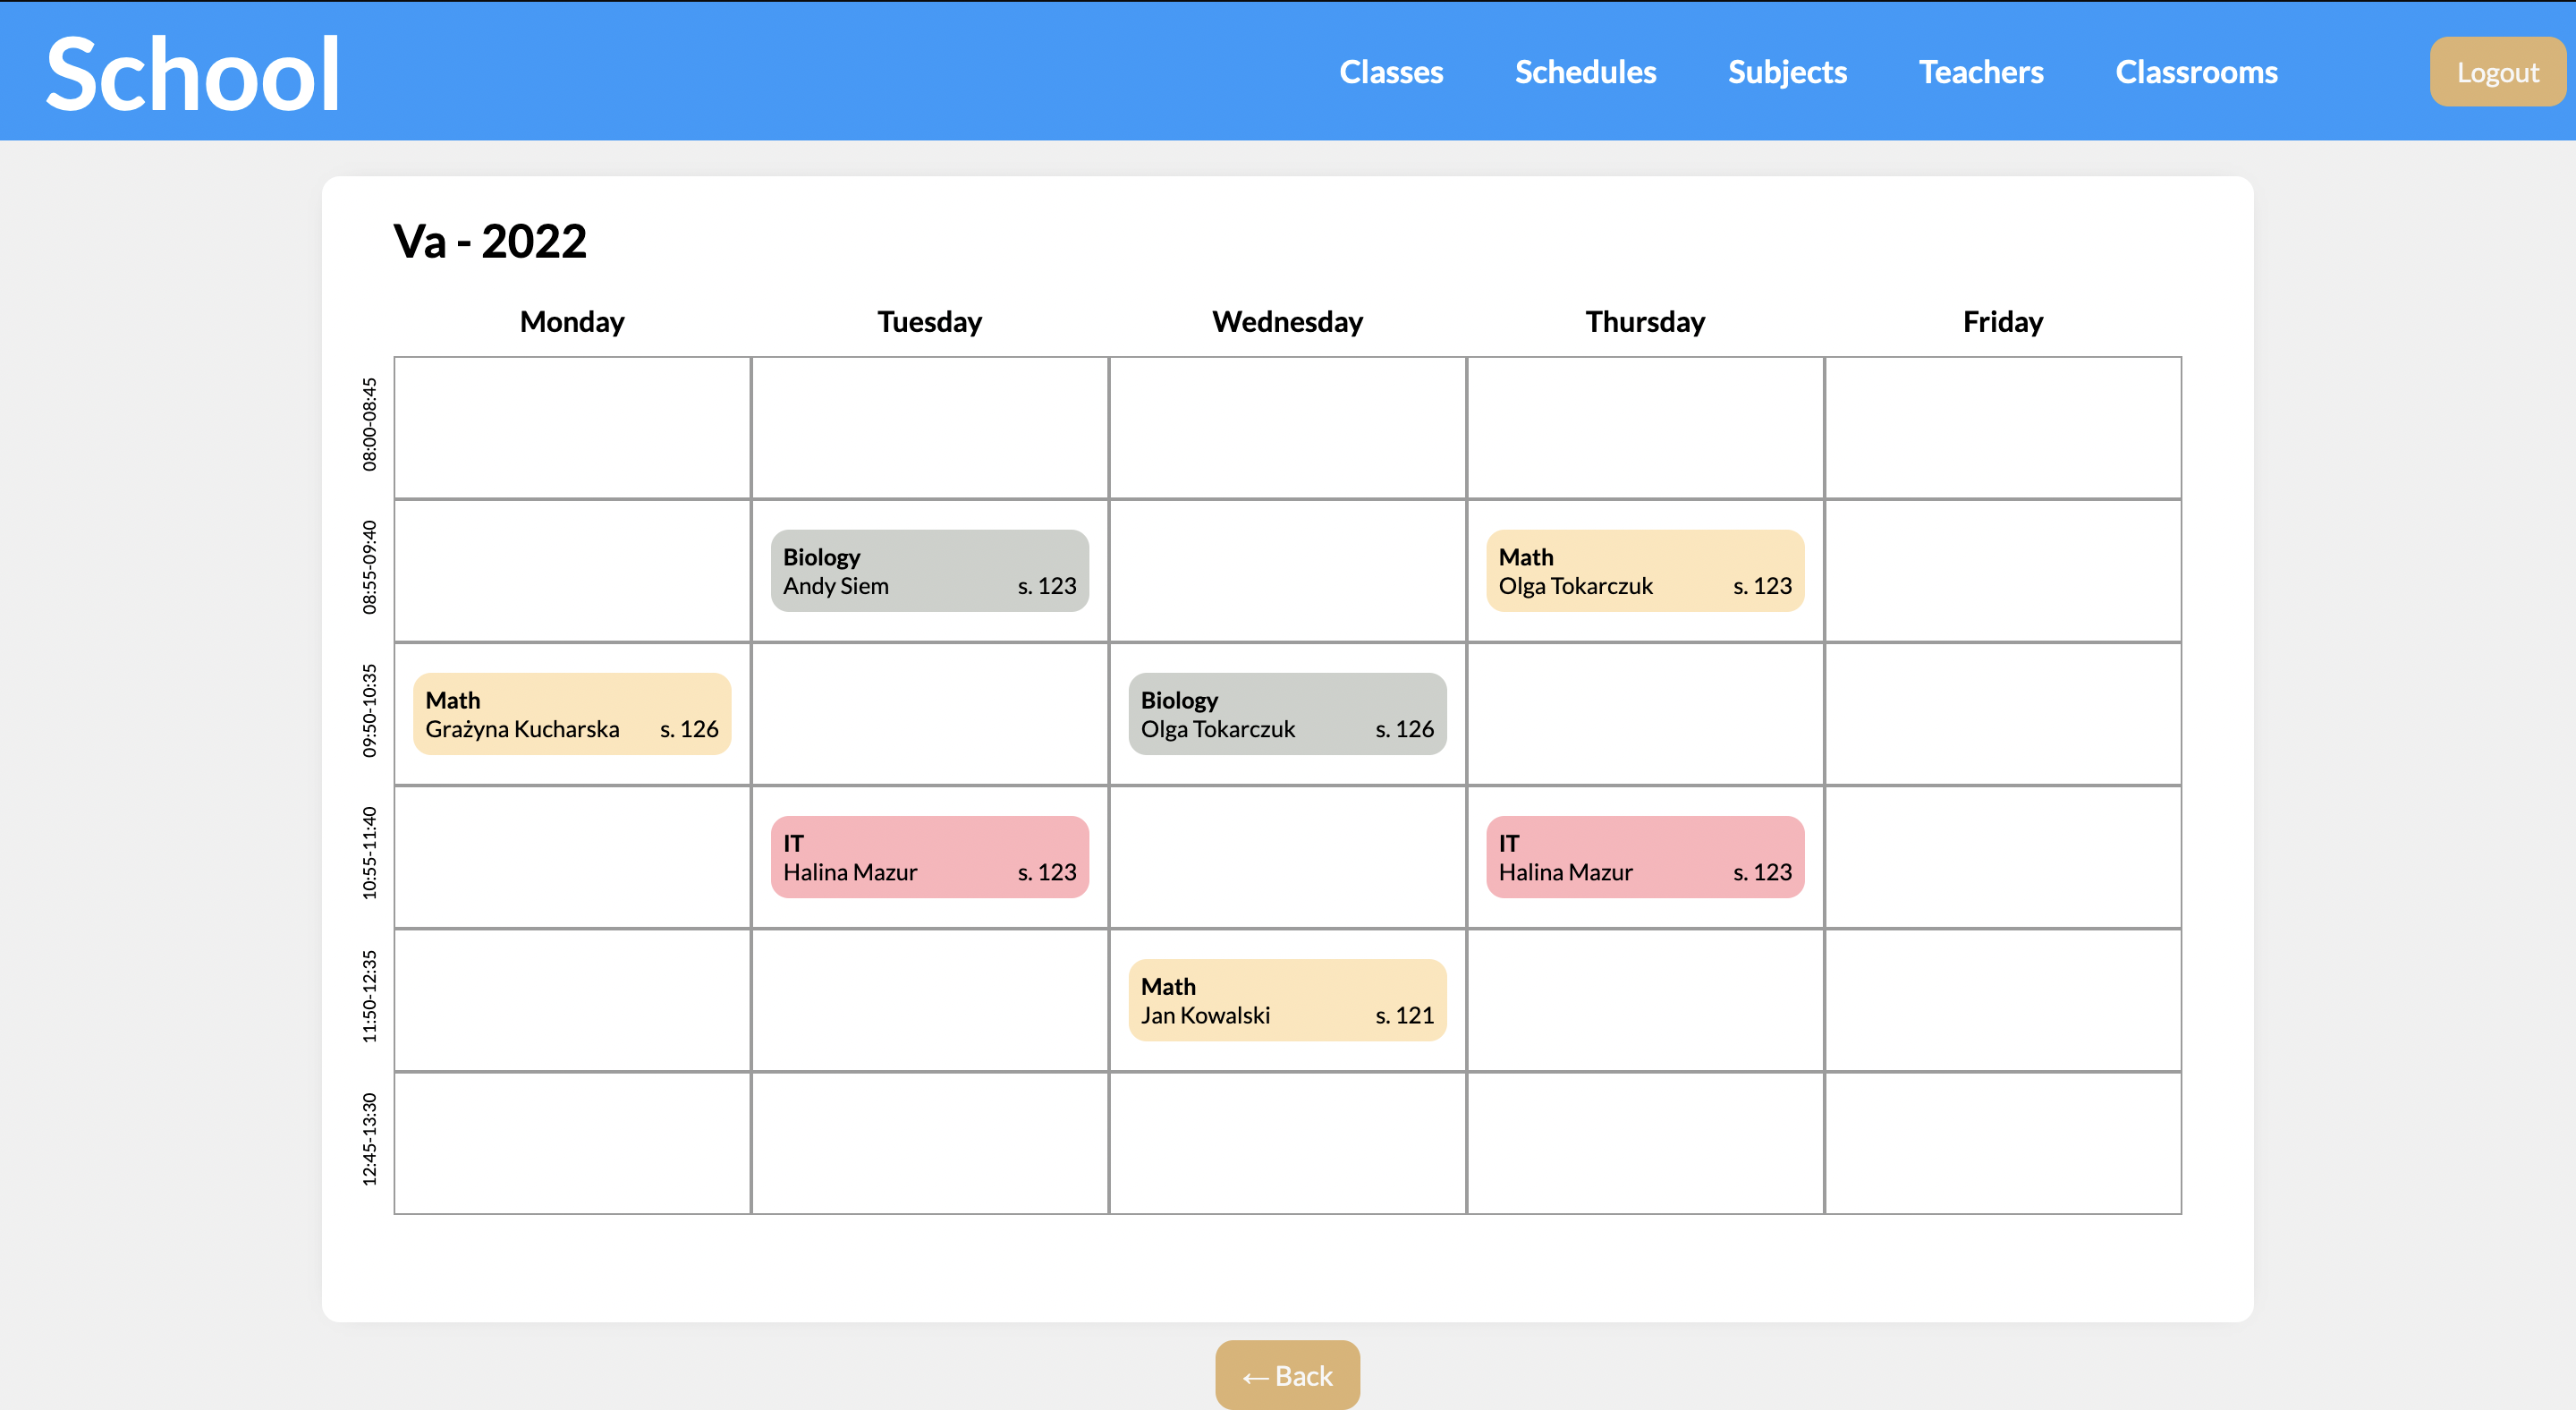 School
Classes Schedules Subjects Teachers Classrooms Logout
Va - 2022
Monday Tuesday Wednesday Thursday Friday
08:00-08:45
08:55-09:40
Biology
Andy Siem s. 123
Math
Olga Tokarczuk s. 123
09:50-10:35
Math
Grażyna Kucharska s. 126
Biology
Olga Tokarczuk s. 126
10:55-11:40
IT
Halina Mazur s. 123
IT
Halina Mazur s. 123
11:50-12:35
Math
Jan Kowalski s. 121
12:45-13:30
← Back